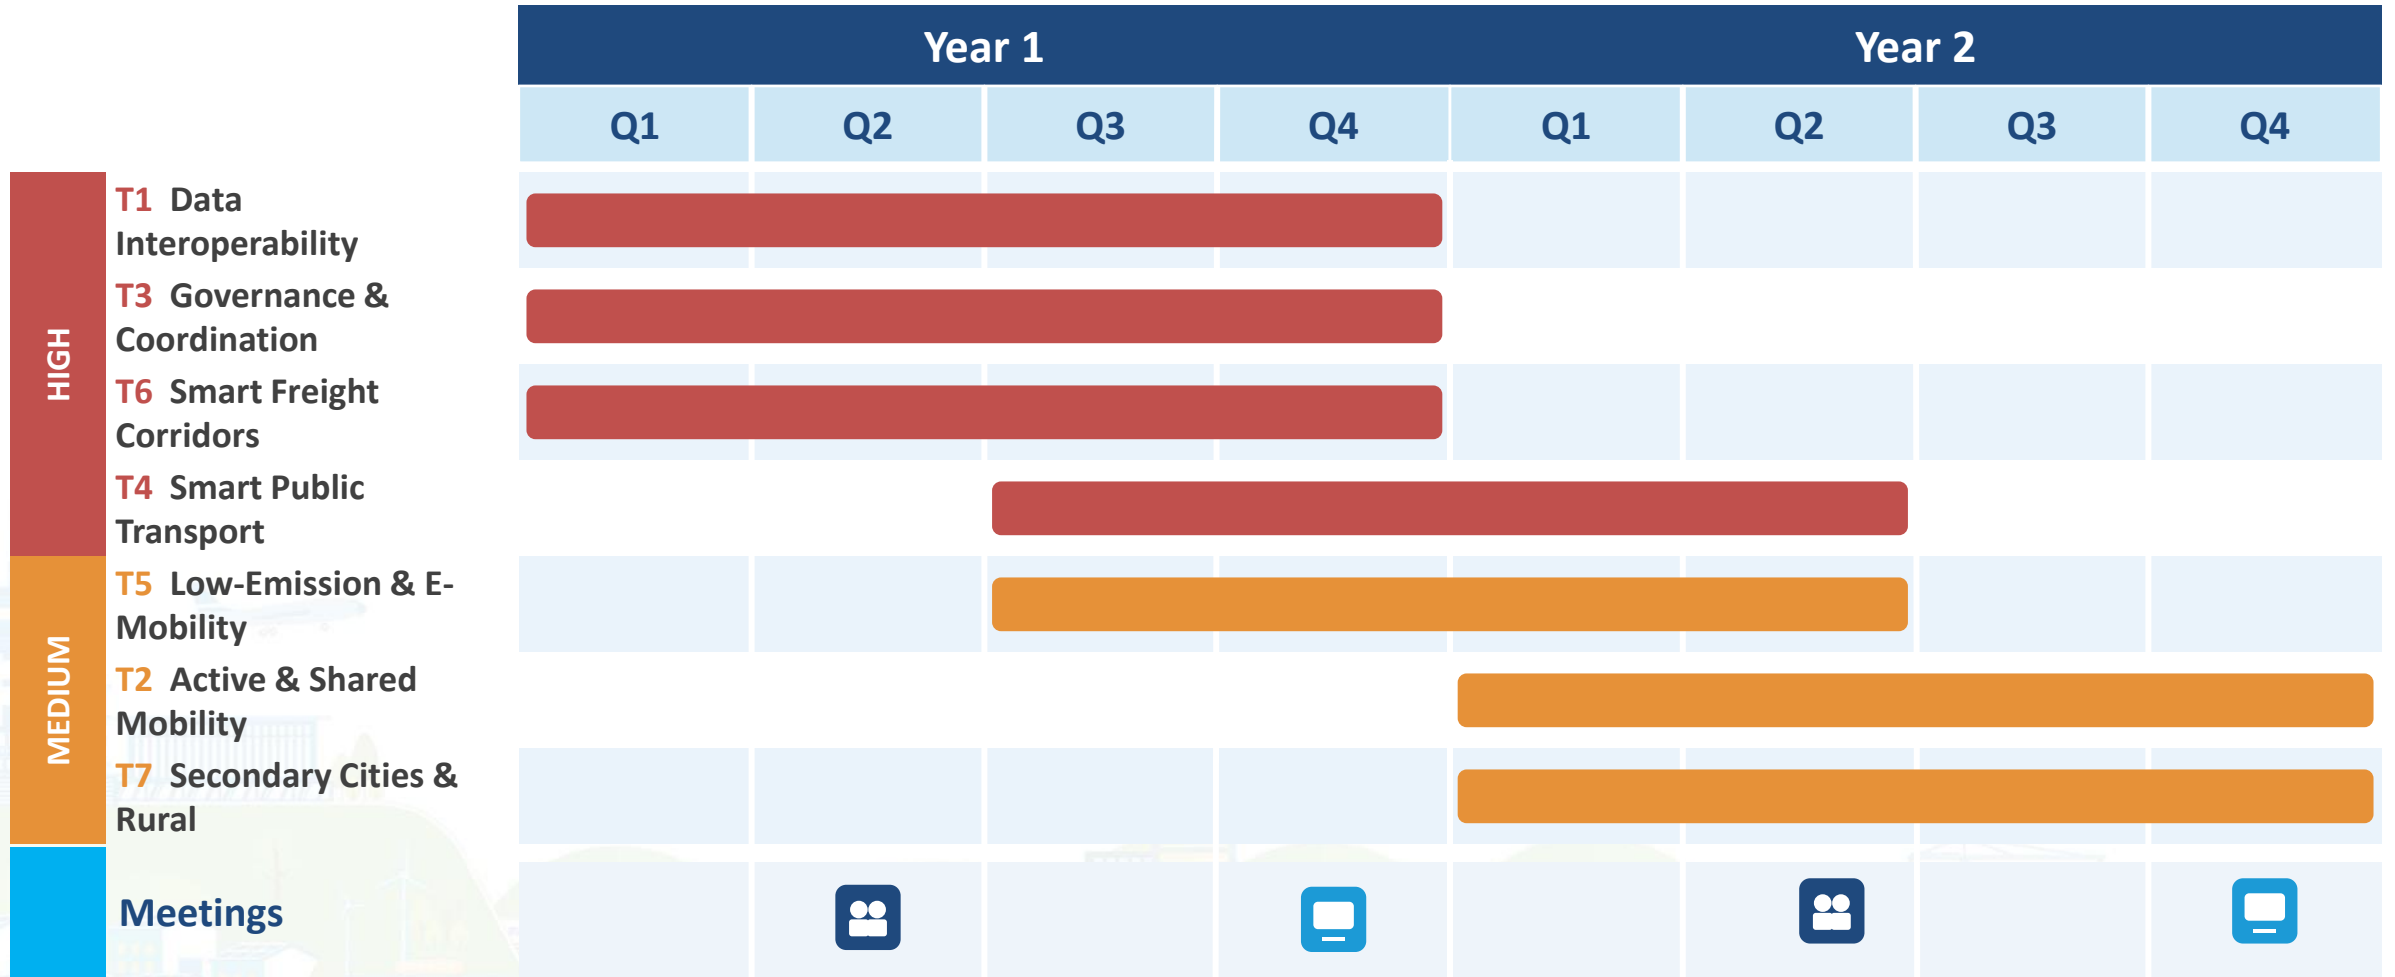 Year 1 Year 2
Q1 Q2 Q3 Q4 Q1 Q2 Q3 Q4
HIGH
T1 Data
Interoperability
T3 Governance &
Coordination
T6 Smart Freight
Corridors
T4 Smart Public
Transport
MEDIUM
T5 Low-Emission & E-
Mobility
T2 Active & Shared
Mobility
T7 Secondary Cities &
Rural
Meetings